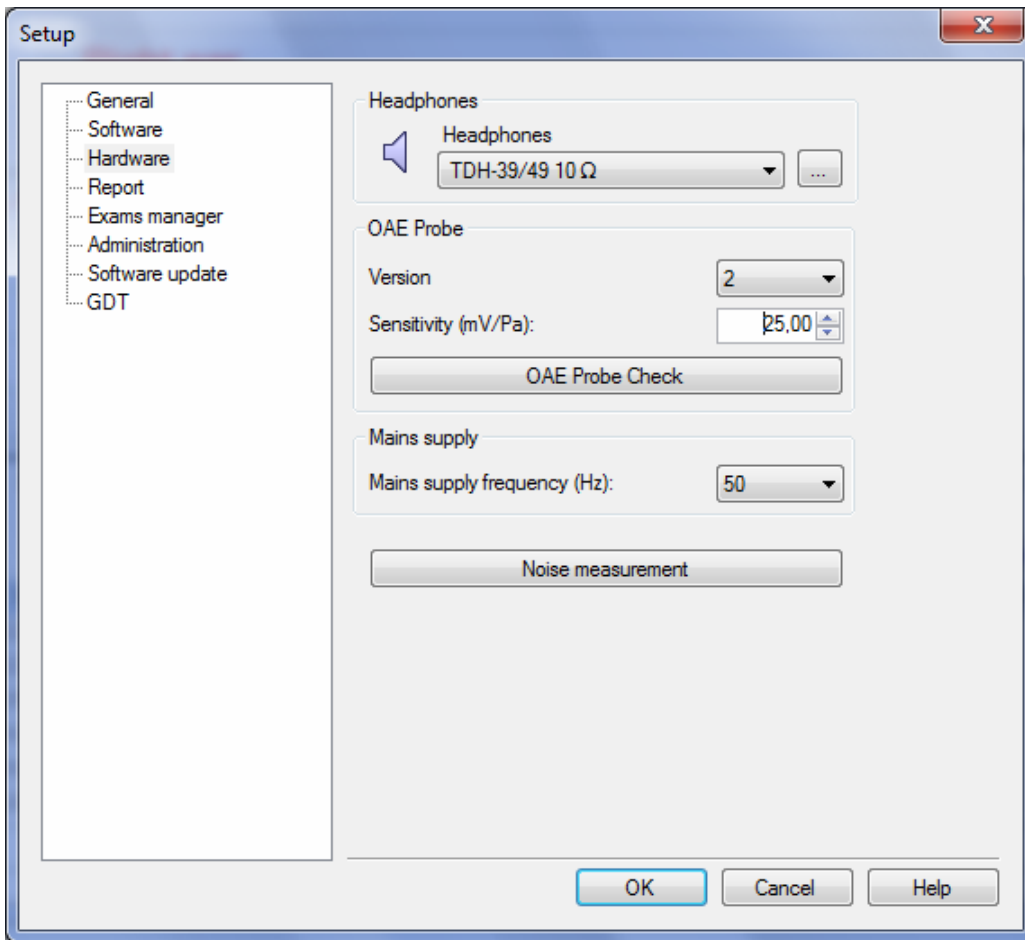 Setup
General
Software
Hardware
Report
Exams manager
Administration
Software update
GDT
Headphones
Headphones
TDH-39/49 10 Ω
...
OAE Probe
Version
2
Sensitivity (mV/Pa):
25,00
OAE Probe Check
Mains supply
Mains supply frequency (Hz):
50
Noise measurement
OK
Cancel
Help